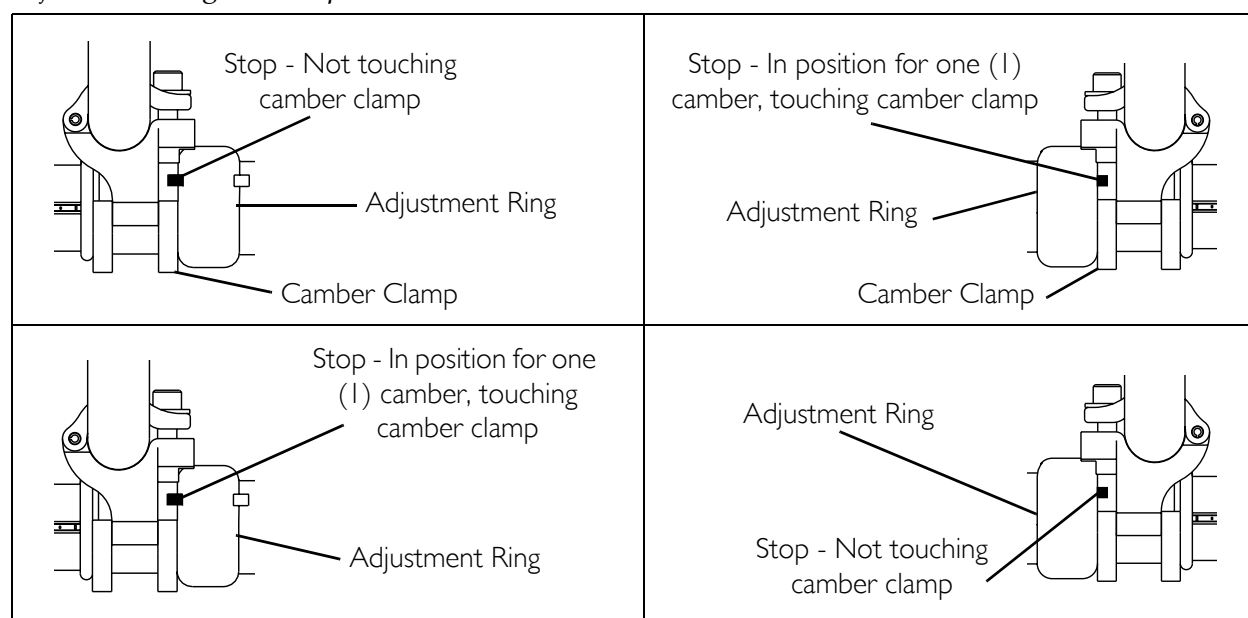 Stop - Not touching
camber clamp
Adjustment Ring
Camber Clamp
Stop - In position for one (1)
camber, touching camber clamp
Adjustment Ring
Camber Clamp
Stop - In position for one
(1) camber, touching
camber clamp
Adjustment Ring
Adjustment Ring
Stop - Not touching
camber clamp